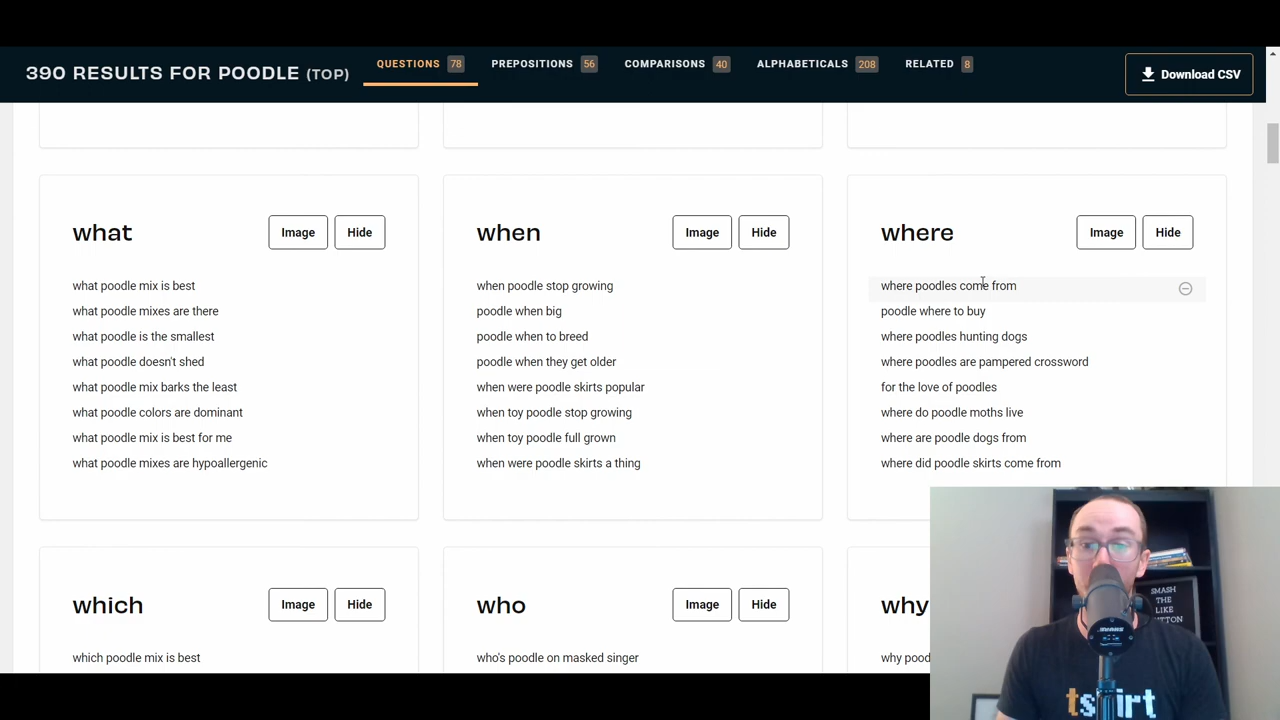 390 RESULTS FOR POODLE (TOP)
QUESTIONS 78
PREPOSITIONS 56
COMPARISONS 40
ALPHABETICALS 208
RELATED 8
Download CSV
what
Image
Hide
what poodle mix is best
what poodle mixes are there
what poodle is the smallest
what poodle doesn't shed
what poodle mix barks the least
what poodle colors are dominant
what poodle mix is best for me
what poodle mixes are hypoallergenic
when
Image
Hide
when poodle stop growing
poodle when big
poodle when to breed
poodle when they get older
when were poodle skirts popular
when toy poodle stop growing
when toy poodle full grown
when were poodle skirts a thing
where
Image
Hide
where poodles come from
poodle where to buy
where poodles hunting dogs
where poodles are pampered crossword
for the love of poodles
where do poodle moths live
where are poodle dogs from
where did poodle skirts come from
which
Image
Hide
which poodle mix is best
who
Image
Hide
who's poodle on masked singer
why
why pood
SMASH
THE
LIKE
BUTTON
SHURE